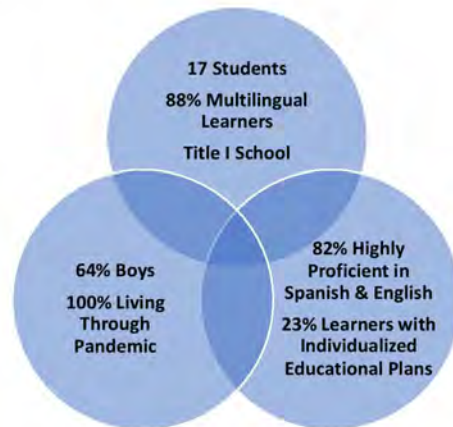 17 Students
88% Multilingual
Learners
Title I School
64% Boys
100% Living
Through
Pandemic
82% Highly
Proficient in
Spanish & English
23% Learners with
Individualized
Educational Plans